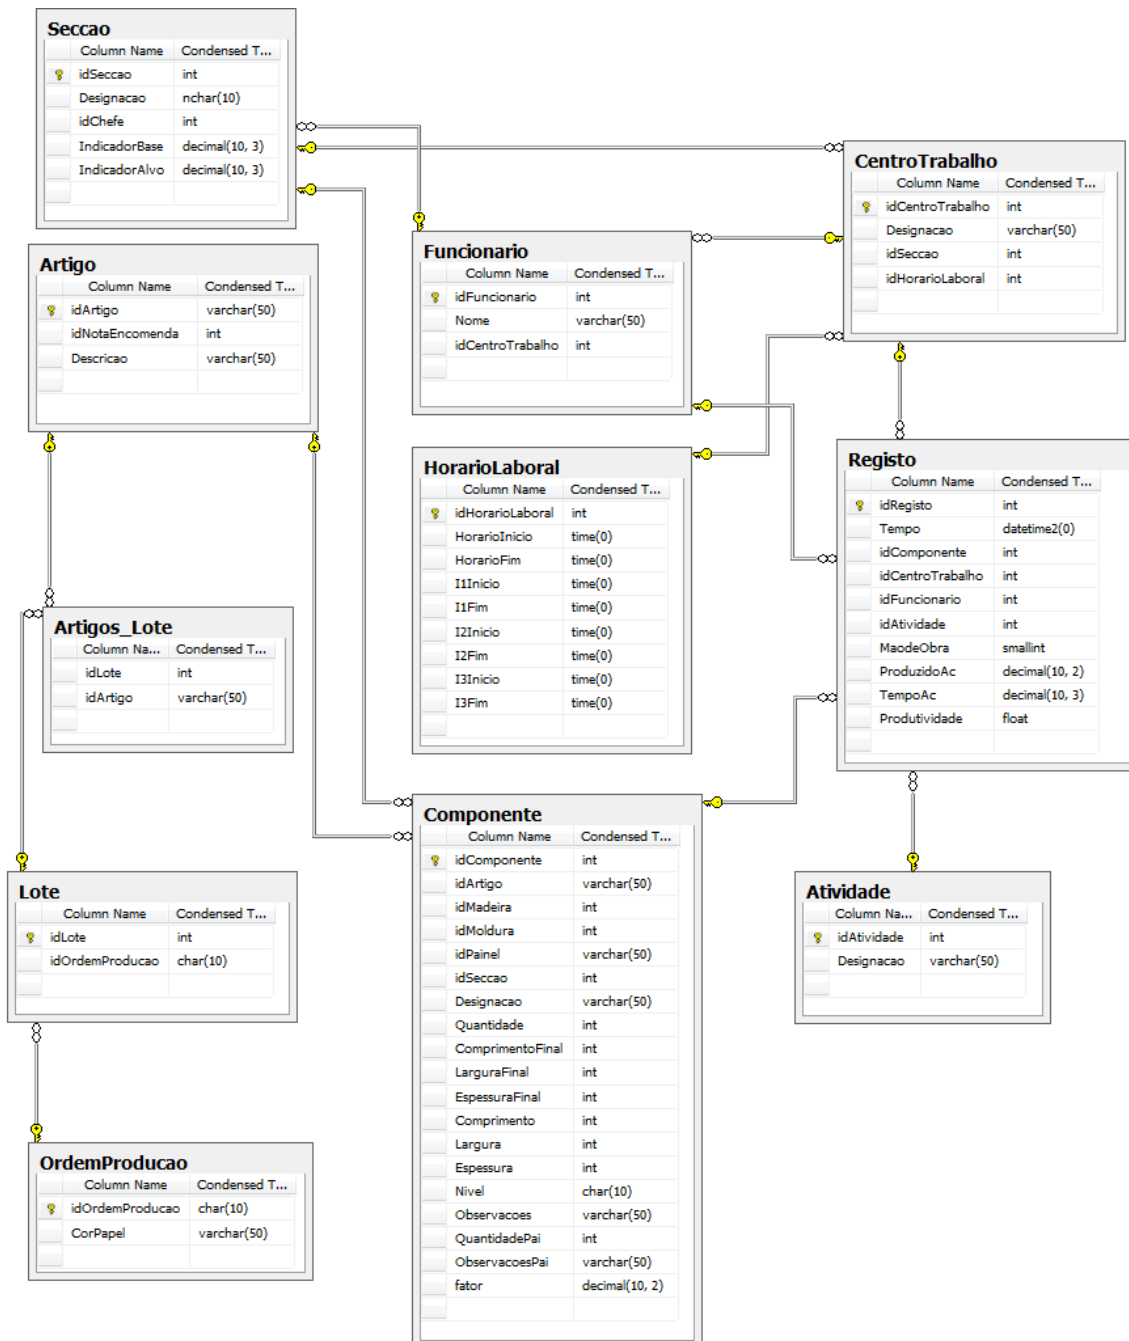 Seccao
Column Name Condensed T...
idSeccao int
Designacao nchar(10)
idChefe int
IndicadorBase decimal(10, 3)
IndicadorAlvo decimal(10, 3)
CentroTrabalho
Column Name Condensed T...
idCentroTrabalho int
Designacao varchar(50)
idSeccao int
idHorarioLaboral int
Artigo
Column Name Condensed T...
idArtigo varchar(50)
idNotaEncomenda int
Descricao varchar(50)
Funcionario
Column Name Condensed T...
idFuncionario int
Nome varchar(50)
idCentroTrabalho int
HorarioLaboral
Column Name Condensed T...
idHorarioLaboral int
HorarioInicio time(0)
HorarioFim time(0)
I1Inicio time(0)
I1Fim time(0)
I2Inicio time(0)
I2Fim time(0)
I3Inicio time(0)
I3Fim time(0)
Registo
Column Name Condensed T...
idRegisto int
Tempo datetime2(0)
idComponente int
idCentroTrabalho int
idFuncionario int
idAtividade int
MaodeObra smallint
ProduzidoAc decimal(10, 2)
TempoAc decimal(10, 3)
Produtividade float
Artigos_Lote
Column Na... Condensed T...
idLote int
idArtigo varchar(50)
Componente
Column Name Condensed T...
idComponente int
idArtigo varchar(50)
idMadeira int
idMoldura int
idPainel varchar(50)
idSeccao int
Designacao varchar(50)
Quantidade int
ComprimentoFinal int
LarguraFinal int
EspessuraFinal int
Comprimento int
Largura int
Espessura int
Nivel char(10)
Observacoes varchar(50)
QuantidadePai int
ObservacoesPai varchar(50)
fator decimal(10, 2)
Lote
Column Name Condensed T...
idLote int
idOrdemProducao char(10)
Atividade
Column Na... Condensed T...
idAtividade int
Designacao varchar(50)
OrdemProducao
Column Name Condensed T...
idOrdemProducao char(10)
CorPapel varchar(50)